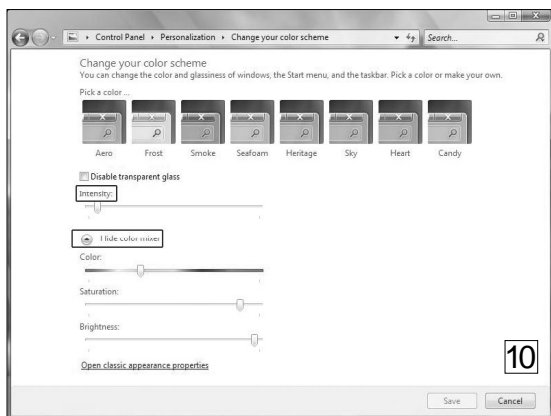 Control Panel ▸ Personalization ▸ Change your color scheme
Search...
Change your color scheme
You can change the color and glassiness of windows, the Start menu, and the taskbar. Pick a color or make your own.
Pick a color ...
Aero Frost Smoke Seafoam Heritage Sky Heart Candy
Disable transparent glass
Intensity:
Hide color mixer
Color:
Saturation:
Brightness:
Open classic appearance properties
10
Save Cancel